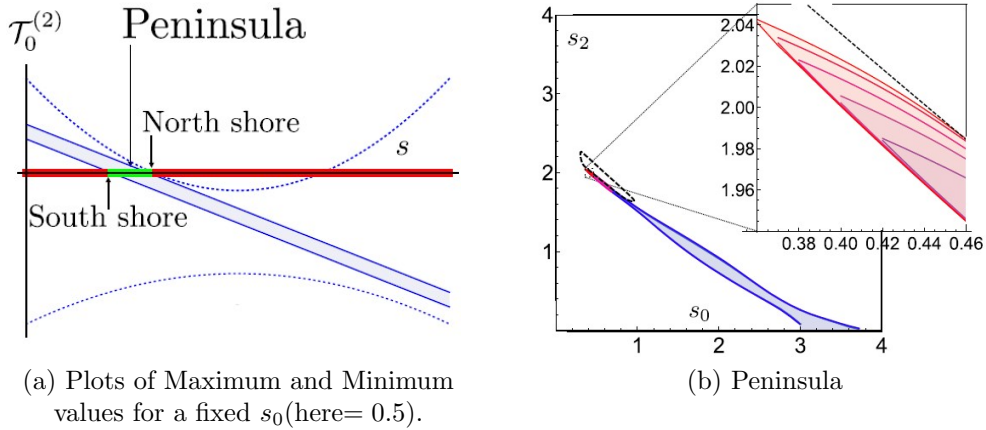 Peninsula
𝒯₀⁽²⁾
North shore
s
South shore
(a) Plots of Maximum and Minimum
values for a fixed s₀(here= 0.5).
4
3
2
1
s₂
s₀
1
2
3
4
2.04
2.02
2.00
1.98
1.96
0.38
0.40
0.42
0.44
0.46
(b) Peninsula